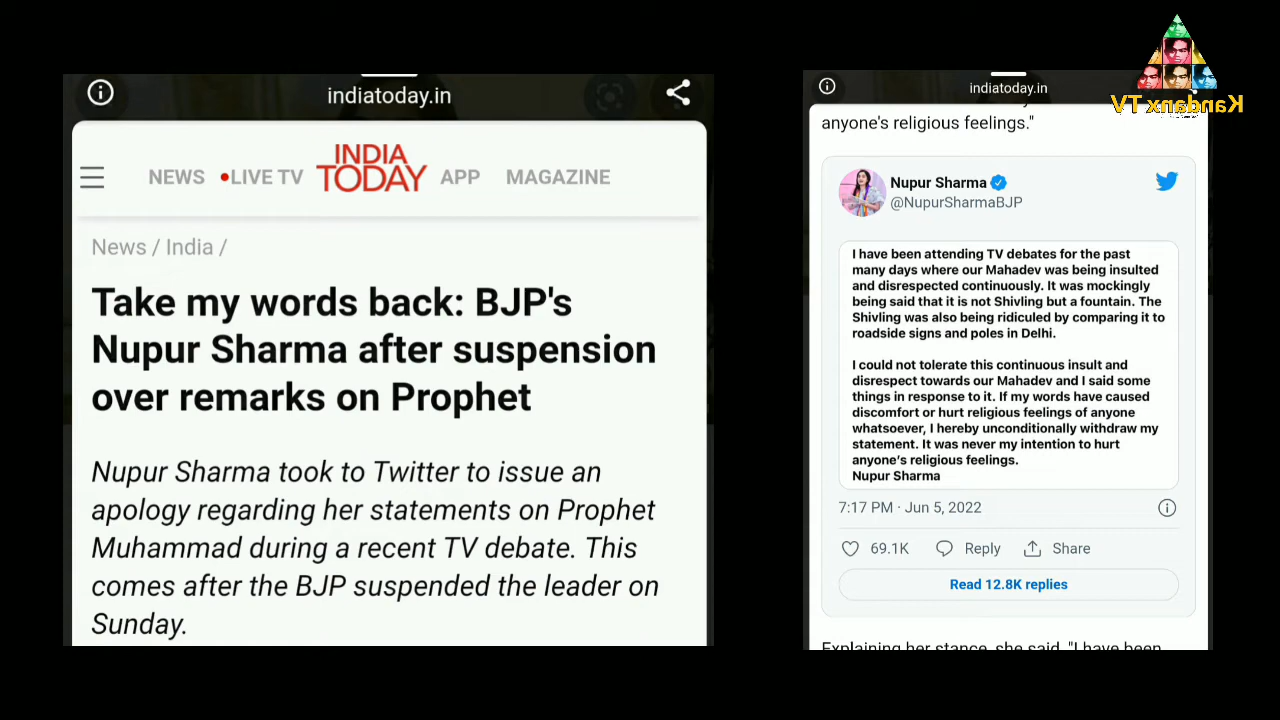 indiatoday.in
NEWS LIVE TV INDIA TODAY APP MAGAZINE
News / India /
Take my words back: BJP's
Nupur Sharma after suspension
over remarks on Prophet
Nupur Sharma took to Twitter to issue an
apology regarding her statements on Prophet
Muhammad during a recent TV debate. This
comes after the BJP suspended the leader on
Sunday.
indiatoday.in
anyone's religious feelings."
Nupur Sharma
@NupurSharmaBJP
I have been attending TV debates for the past
many days where our Mahadev was being insulted
and disrespected continuously. It was mockingly
being said that it is not Shivling but a fountain. The
Shivling was also being ridiculed by comparing it to
roadside signs and poles in Delhi.
I could not tolerate this continuous insult and
disrespect towards our Mahadev and I said some
things in response to it. If my words have caused
discomfort or hurt religious feelings of anyone
whatsoever, I hereby unconditionally withdraw my
statement. It was never my intention to hurt
anyone's religious feelings.
Nupur Sharma
7:17 PM · Jun 5, 2022
69.1K Reply Share
Read 12.8K replies
Explaining her stance, she said, "I have been
Kandanx TV